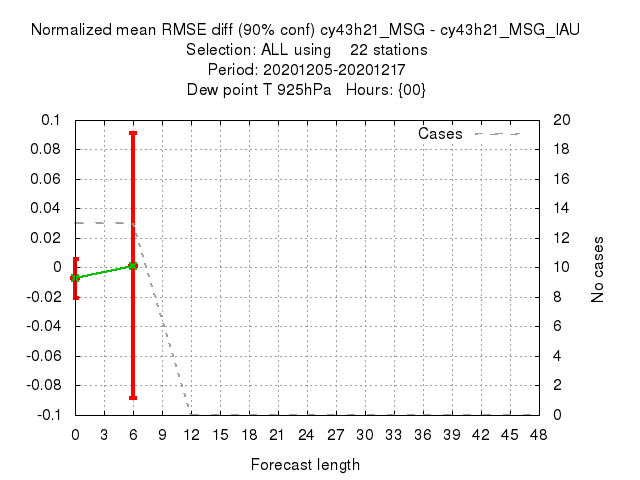 Normalized mean RMSE diff (90% conf) cy43h21_MSG - cy43h21_MSG_IAU
Selection: ALL using    22 stations
Period: 20201205-20201217
Dew point T 925hPa   Hours: {00}
0.1
0.08
0.06
0.04
0.02
0
-0.02
-0.04
-0.06
-0.08
-0.1
Cases
20
18
16
14
12
10
8
6
4
2
0
No cases
0 3 6 9 12 15 18 21 24 27 30 33 36 39 42 45 48
Forecast length